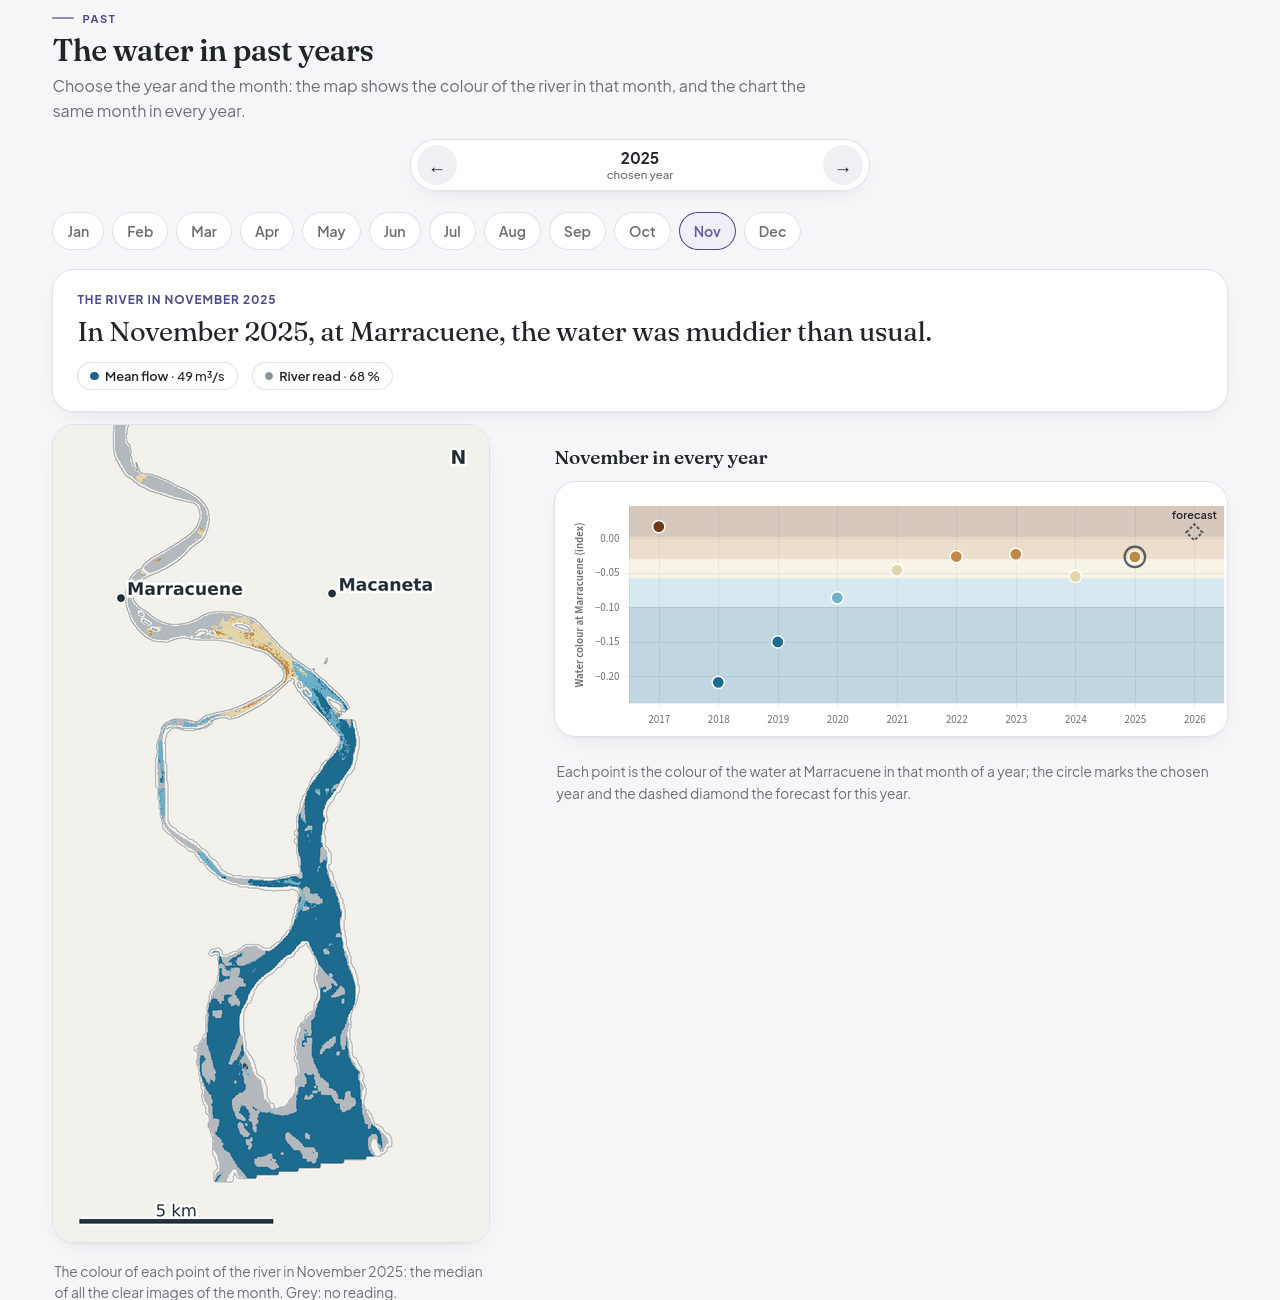 PAST
The water in past years
Choose the year and the month: the map shows the colour of the river in that month, and the chart the
same month in every year.
←
2025
chosen year
→
Jan
Feb
Mar
Apr
May
Jun
Jul
Aug
Sep
Oct
Nov
Dec
THE RIVER IN NOVEMBER 2025
In November 2025, at Marracuene, the water was muddier than usual.
Mean flow · 49 m³/s
River read · 68 %
N
Marracuene
Macaneta
5 km
The colour of each point of the river in November 2025: the median
of all the clear images of the month. Grey: no reading.
November in every year
Water colour at Marracuene (index)
0.00
−0.05
−0.10
−0.15
−0.20
forecast
2017
2018
2019
2020
2021
2022
2023
2024
2025
2026
Each point is the colour of the water at Marracuene in that month of a year; the circle marks the chosen
year and the dashed diamond the forecast for this year.